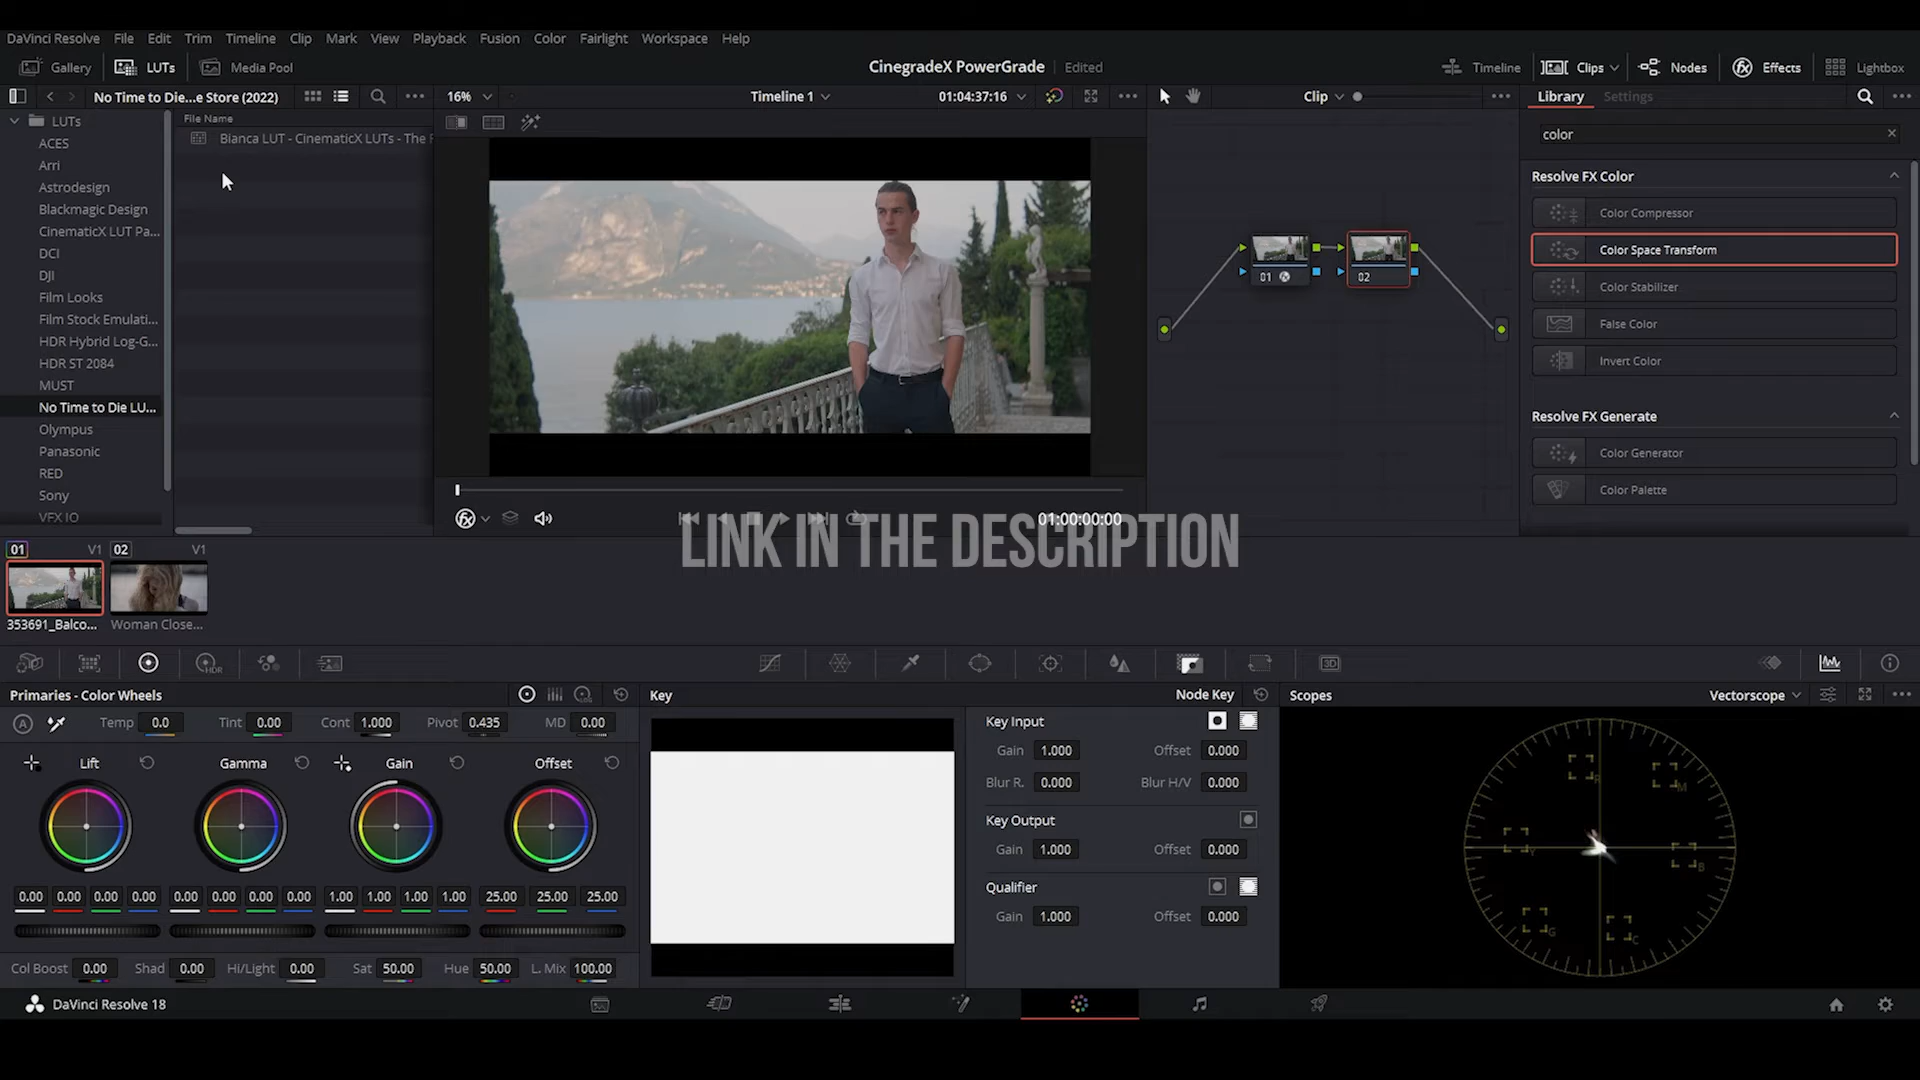 DaVinci Resolve File Edit Trim Timeline Clip Mark View Playback Fusion Color Fairlight Workspace Help
Gallery LUTs Media Pool CinegradeX PowerGrade Edited Timeline Clips Nodes Effects Lightbox
No Time to Die...e Store (2022) 16% Timeline 1 01:04:37:16 Clip Library Settings
File Name
LUTs
ACES
Arri
Astrodesign
Blackmagic Design
CinematicX LUT Pa...
DCI
DJI
Film Looks
Film Stock Emulati...
HDR Hybrid Log-G...
HDR ST 2084
MUST
No Time to Die LU...
Olympus
Panasonic
RED
Sony
VFX IO
Bianca LUT - CinematicX LUTs - The F
01
02
color
Resolve FX Color
Color Compressor
Color Space Transform
Color Stabilizer
False Color
Invert Color
Resolve FX Generate
Color Generator
Color Palette
01:00:00:00
LINK IN THE DESCRIPTION
01 V1 02 V1
353691_Balco... Woman Close...
HDR 3D
Primaries - Color Wheels
A Temp 0.0 Tint 0.00 Cont 1.000 Pivot 0.435 MD 0.00
Lift Gamma Gain Offset
0.00 0.00 0.00 0.00 0.00 0.00 0.00 0.00 1.00 1.00 1.00 1.00 25.00 25.00 25.00
Col Boost 0.00 Shad 0.00 Hi/Light 0.00 Sat 50.00 Hue 50.00 L. Mix 100.00
Key Node Key
Key Input
Gain 1.000 Offset 0.000
Blur R. 0.000 Blur H/V 0.000
Key Output
Gain 1.000 Offset 0.000
Qualifier
Gain 1.000 Offset 0.000
Scopes Vectorscope
R
M
Y
B
G
C
DaVinci Resolve 18